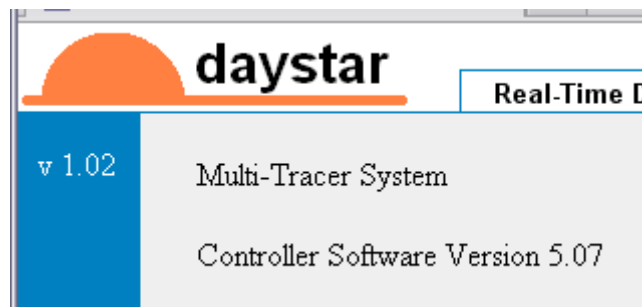 daystar
Real-Time
v 1.02
Multi-Tracer System
Controller Software Version 5.07